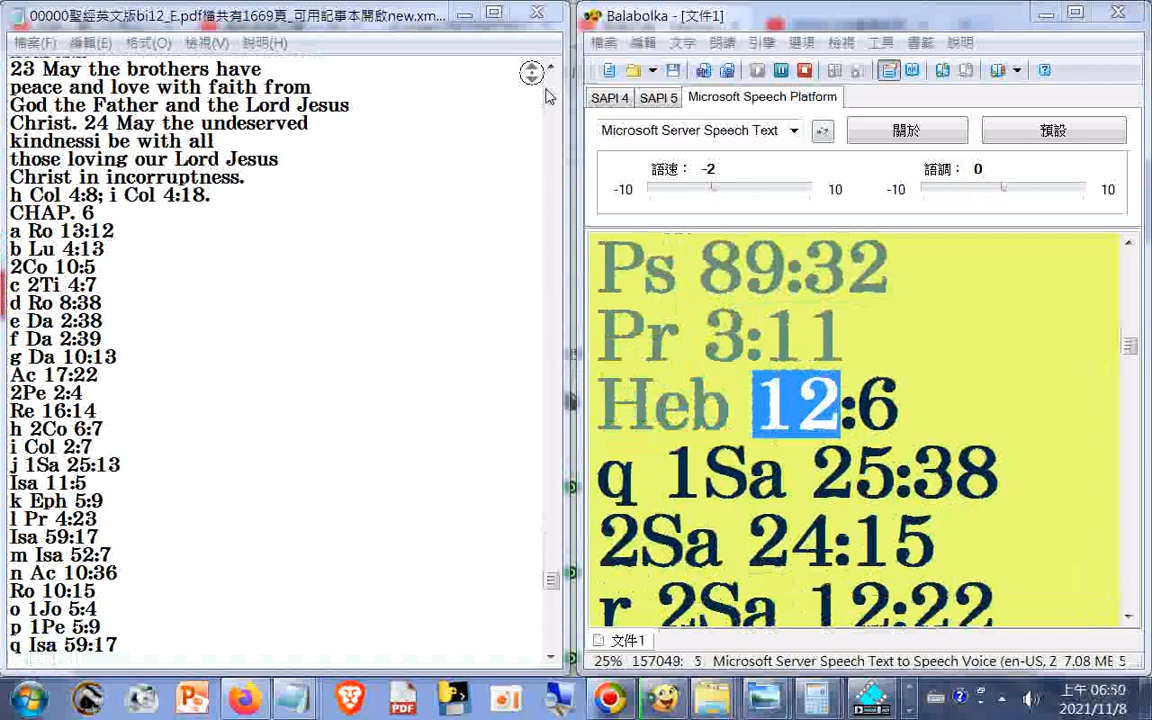 00000聖經英文版bi12_E.pdf檔共有1669頁_可用記事本開啟new.xm...
檔案(F) 編輯(E) 格式(O) 檢視(V) 說明(H)
23 May the brothers have
peace and love with faith from
God the Father and the Lord Jesus
Christ. 24 May the undeserved
kindnessi be with all
those loving our Lord Jesus
Christ in incorruptness.
h Col 4:8; i Col 4:18.
CHAP. 6
a Ro 13:12
b Lu 4:13
2Co 10:5
c 2Ti 4:7
d Ro 8:38
e Da 2:38
f Da 2:39
g Da 10:13
Ac 17:22
2Pe 2:4
Re 16:14
h 2Co 6:7
i Col 2:7
j 1Sa 25:13
Isa 11:5
k Eph 5:9
l Pr 4:23
Isa 59:17
m Isa 52:7
n Ac 10:36
Ro 10:15
o 1Jo 5:4
p 1Pe 5:9
q Isa 59:17
Balabolka - [文件1]
檔案 編輯 文字 朗讀 引擎 選項 檢視 工具 書籤 說明
SAPI 4 SAPI 5 Microsoft Speech Platform
Microsoft Server Speech Text 關於 預設
語速： -2 語調： 0
-10 10 -10 10
Ps 89:32
Pr 3:11
Heb 12:6
q 1Sa 25:38
2Sa 24:15
r 2Sa 12:22
文件1
25% 157049: 5 Microsoft Server Speech Text to Speech Voice (en-US, 2 7.08 MB 5
上午 06:50
2021/11/8